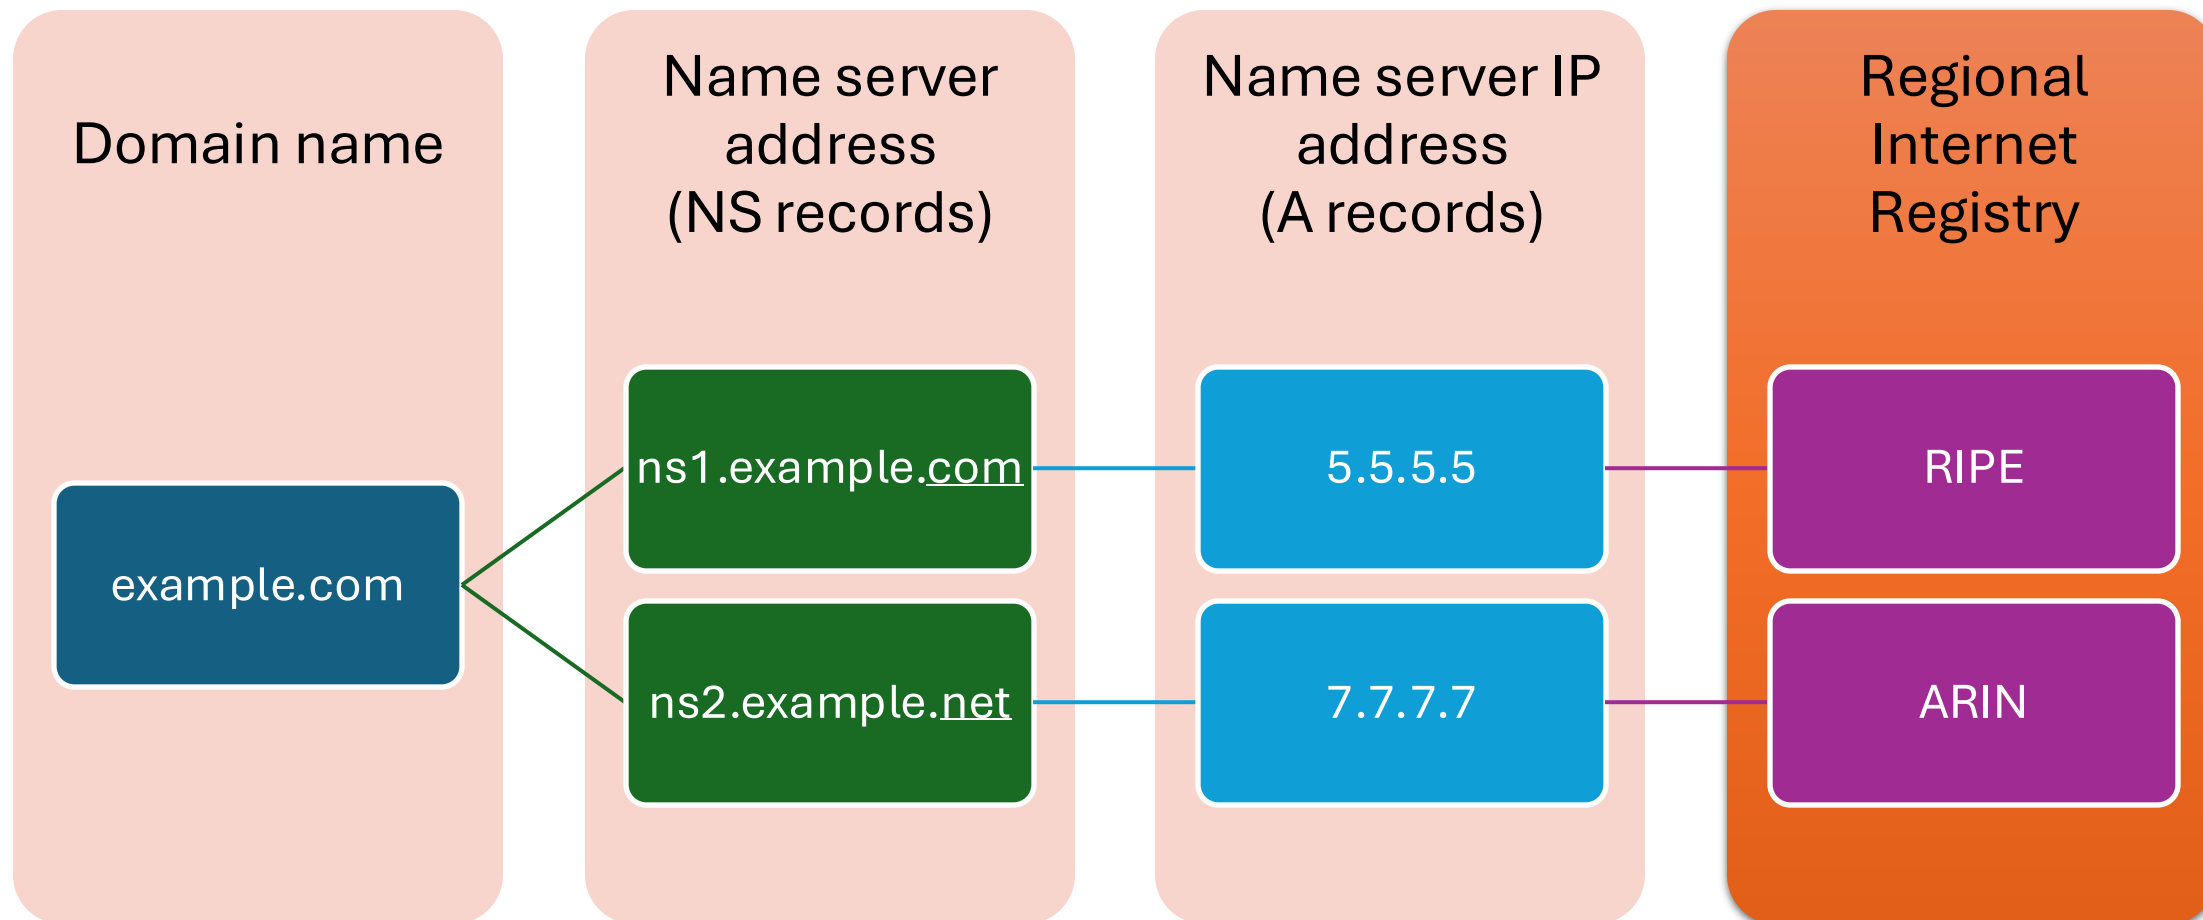 Domain name
Name server
address
(NS records)
Name server IP
address
(A records)
Regional
Internet
Registry
example.com
ns1.example.com
5.5.5.5
RIPE
ns2.example.net
7.7.7.7
ARIN